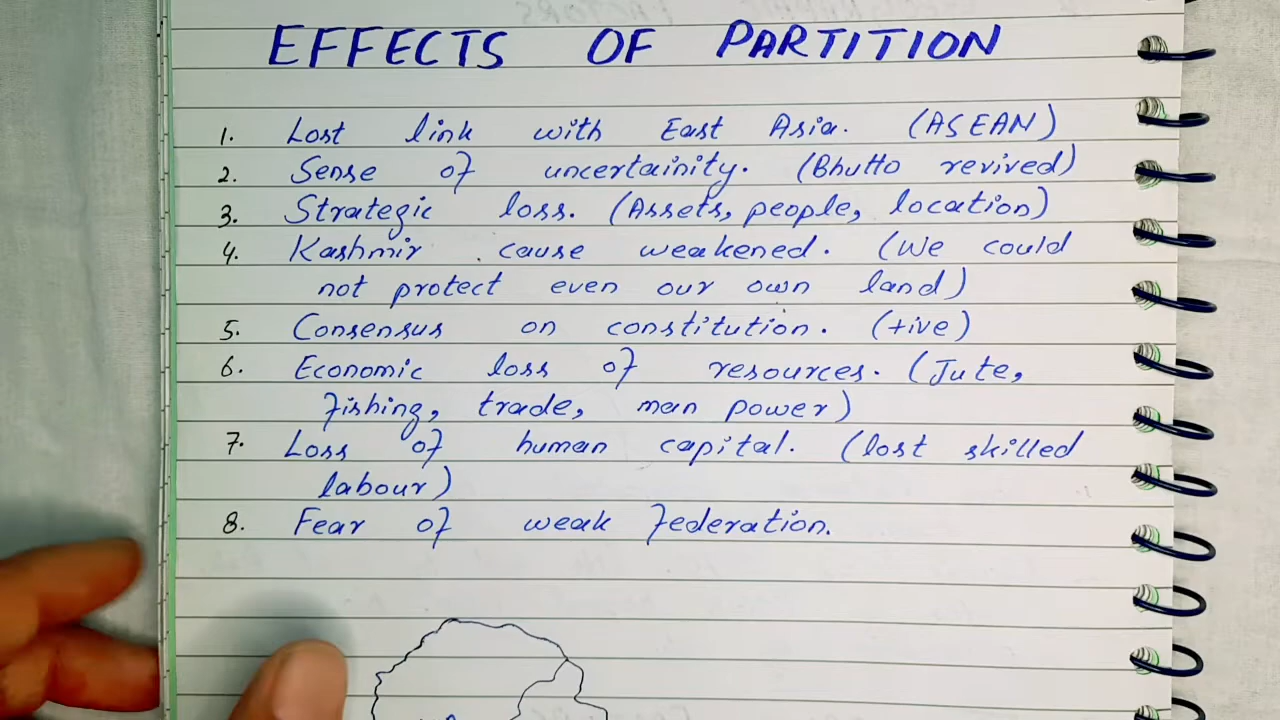 EFFECTS OF PARTITION
1. Lost link with East Asia. (ASEAN)
2. Sense of uncertainity. (Bhutto revived)
3. Strategic loss. (Assets, people, location)
4. Kashmir cause weakened. (We could
not protect even our own land)
5. Consensus on constitution. (+ive)
6. Economic loss of resources. (Jute,
fishing, trade, man power)
7. Loss of human capital. (lost skilled
labour)
8. Fear of weak federation.